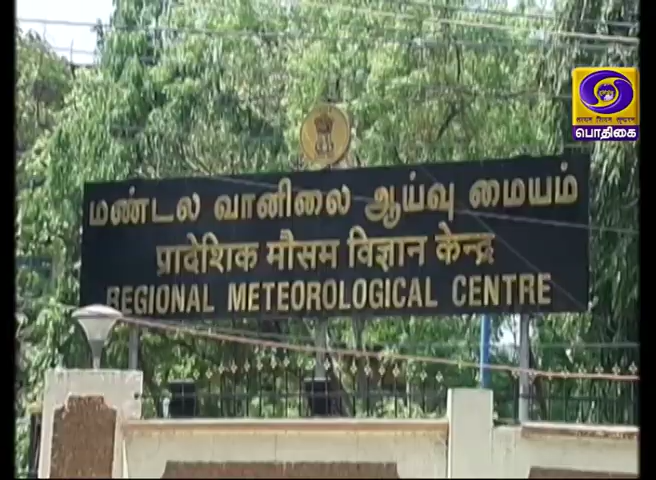 பொதிகை
மண்டல வானிலை ஆய்வு மையம்
प्रादेशिक मौसम विज्ञान केन्द्र
REGIONAL METEOROLOGICAL CENTRE